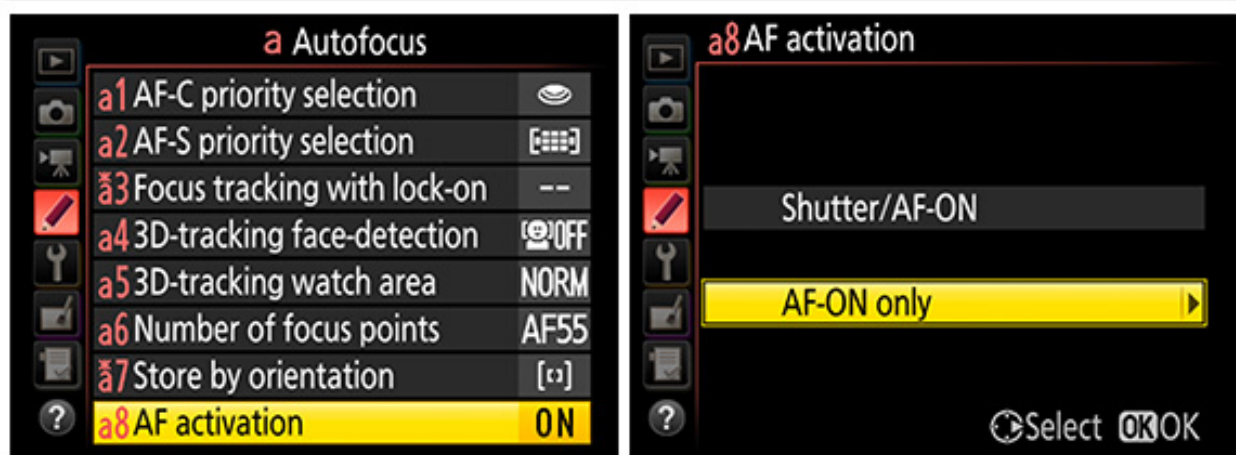 a Autofocus
a1 AF-C priority selection
a2 AF-S priority selection
a3 Focus tracking with lock-on --
a4 3D-tracking face-detection OFF
a5 3D-tracking watch area NORM
a6 Number of focus points AF55
a7 Store by orientation
a8 AF activation ON
?
a8 AF activation
Shutter/AF-ON
AF-ON only
Select OK OK
?